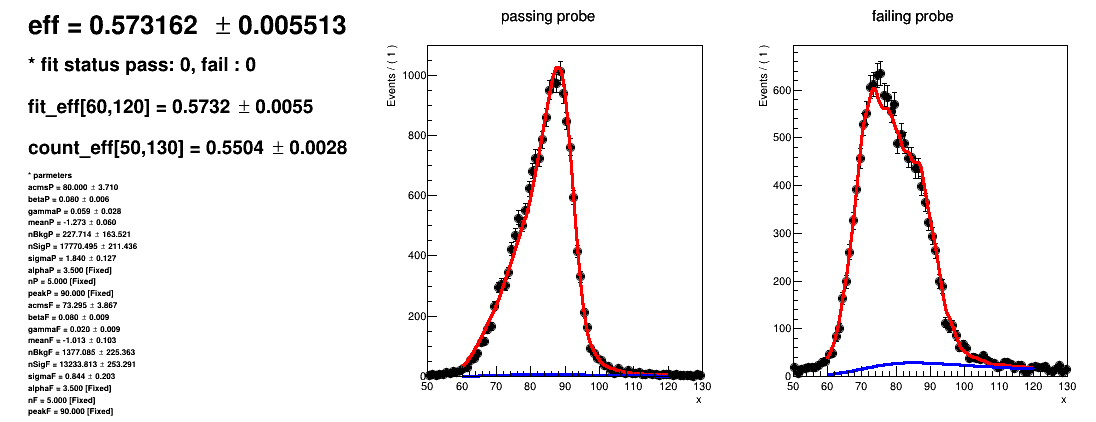 eff = 0.573162 ± 0.005513
* fit status pass: 0, fail : 0
fit_eff[60,120] = 0.5732 ± 0.0055
count_eff[50,130] = 0.5504 ± 0.0028
* parmeters
acmsP = 80.000 ± 3.710
betaP = 0.080 ± 0.006
gammaP = 0.059 ± 0.028
meanP = -1.273 ± 0.060
nBkgP = 227.714 ± 163.521
nSigP = 17770.495 ± 211.436
sigmaP = 1.840 ± 0.127
alphaP = 3.500 [Fixed]
nP = 5.000 [Fixed]
peakP = 90.000 [Fixed]
acmsF = 73.295 ± 3.867
betaF = 0.080 ± 0.009
gammaF = 0.020 ± 0.009
meanF = -1.013 ± 0.103
nBkgF = 1377.085 ± 225.363
nSigF = 13233.813 ± 253.291
sigmaF = 0.844 ± 0.203
alphaF = 3.500 [Fixed]
nF = 5.000 [Fixed]
peakF = 90.000 [Fixed]
passing probe
Events / ( 1 )
1000
800
600
400
200
0
50 60 70 80 90 100 110 120 130
x
failing probe
Events / ( 1 )
600
500
400
300
200
100
0
50 60 70 80 90 100 110 120 130
x